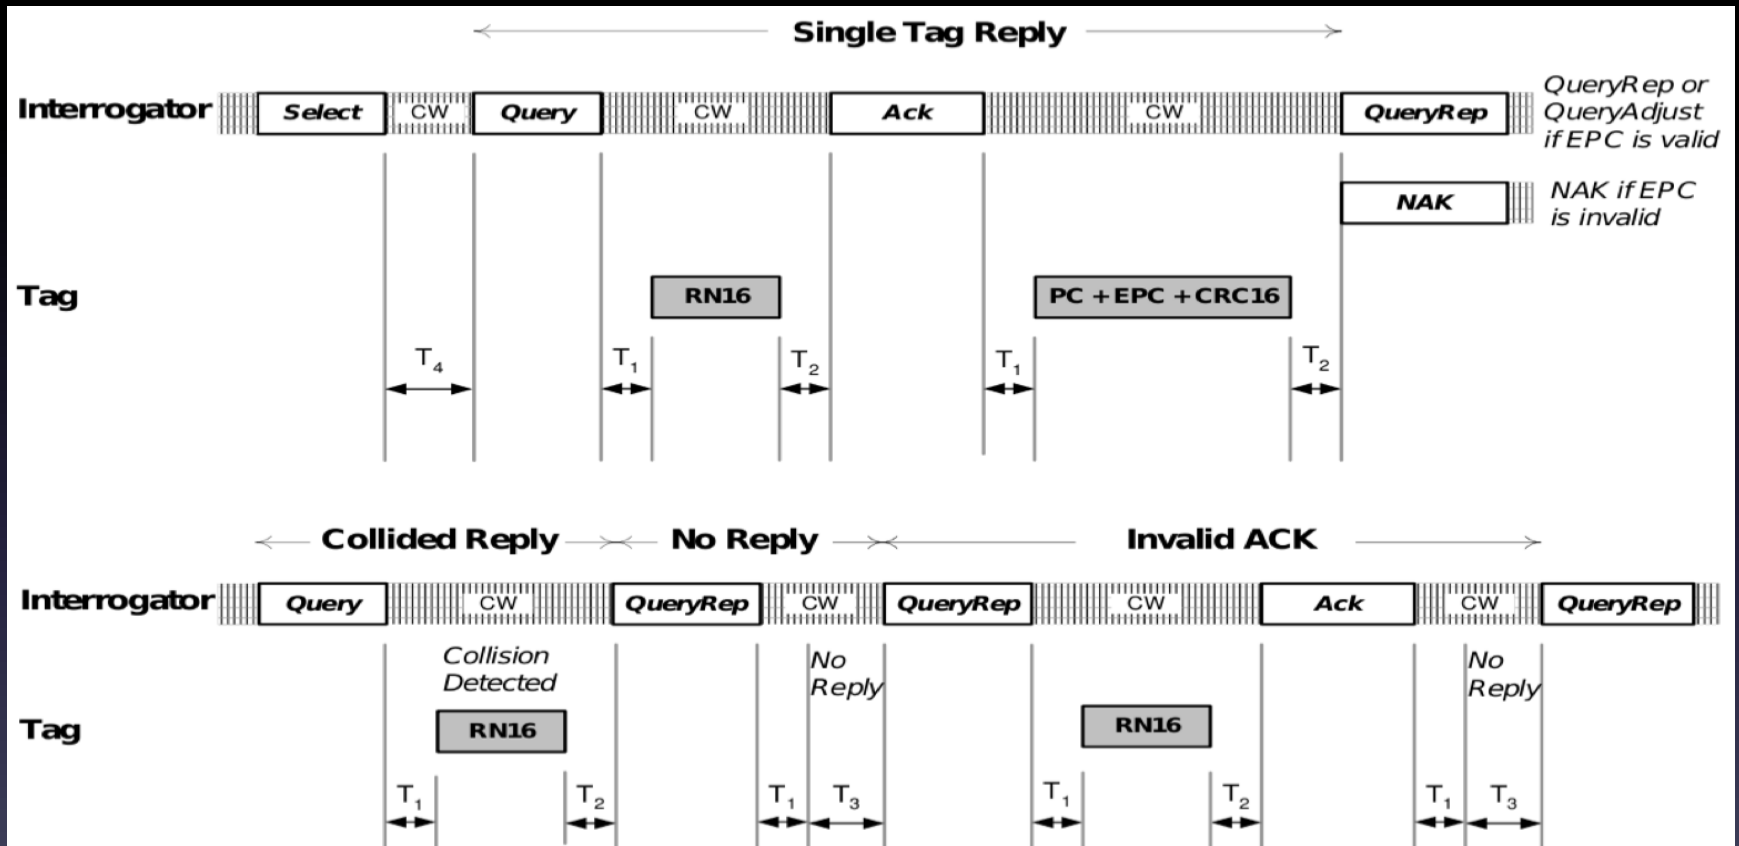 Single Tag Reply
Interrogator Select CW Query CW Ack CW QueryRep
QueryRep or
QueryAdjust
if EPC is valid
NAK
NAK if EPC
is invalid
Tag RN16 PC + EPC + CRC16
T4 T1 T2 T1 T2
Collided Reply No Reply Invalid ACK
Interrogator Query CW QueryRep CW QueryRep CW Ack CW QueryRep
Collision
Detected
No
Reply
No
Reply
Tag RN16 RN16
T1 T2 T1 T3 T1 T2 T1 T3